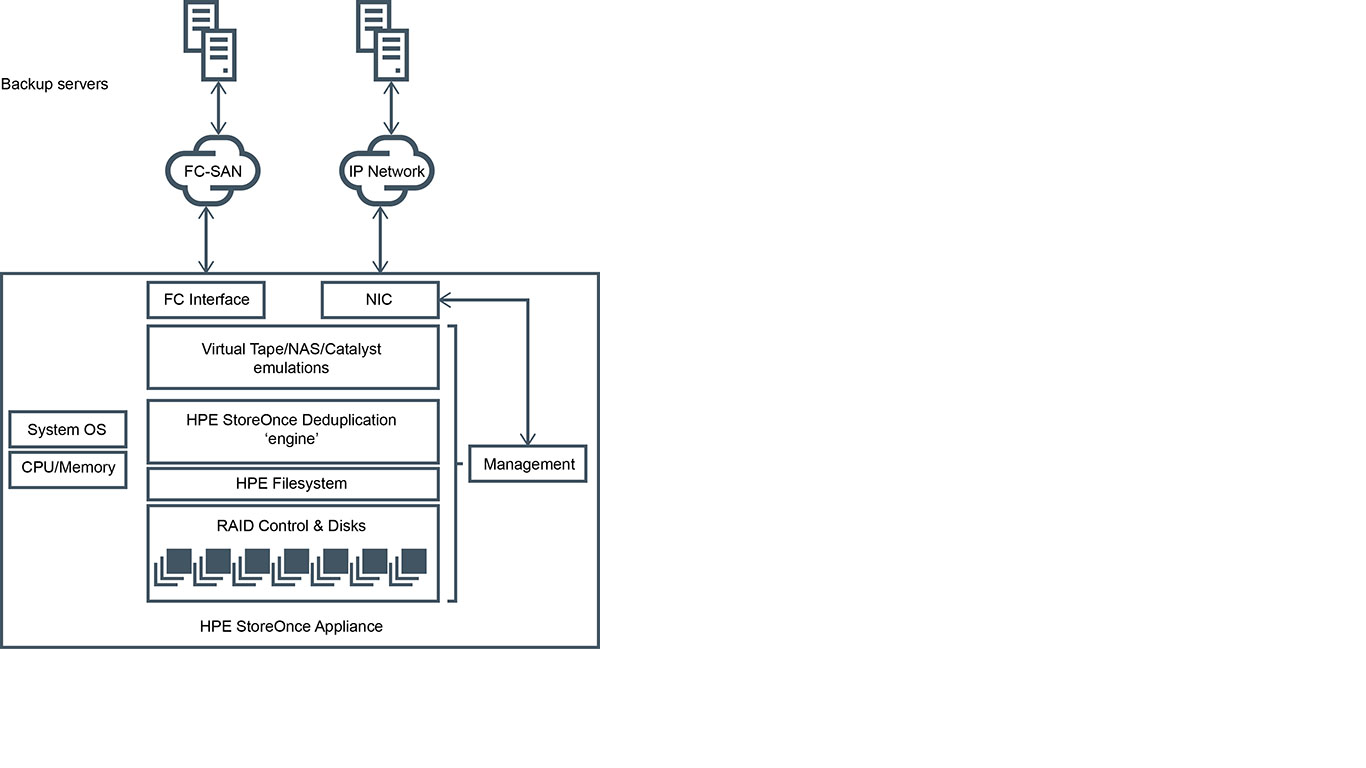 Backup servers
FC-SAN
IP Network
FC Interface
NIC
Virtual Tape/NAS/Catalyst
emulations
HPE StoreOnce Deduplication
‘engine’
System OS
CPU/Memory
Management
HPE Filesystem
RAID Control & Disks
HPE StoreOnce Appliance